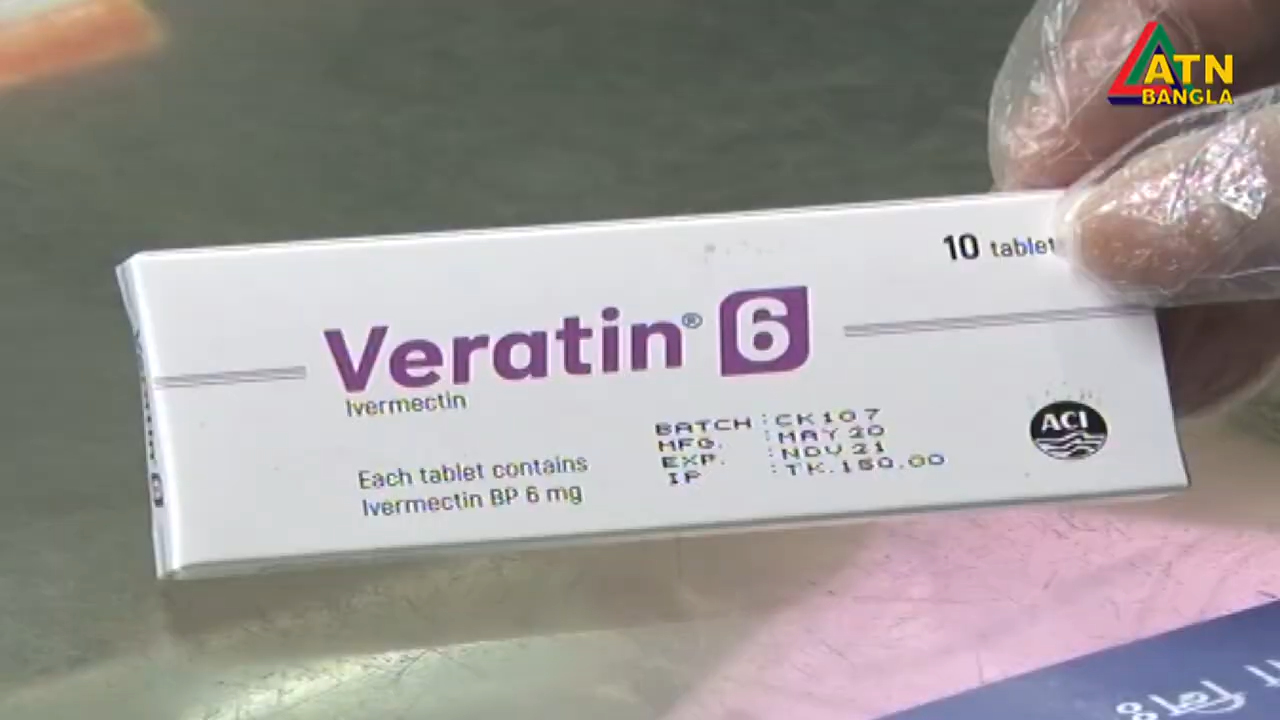 ATN
BANGLA
10 tablet
Veratin® 6
Ivermectin
Each tablet contains
Ivermectin BP 6 mg
BATCH : CK107
MFG. : MAY 20
EXP. : NOV 21
IP : TK.150.00
ACI